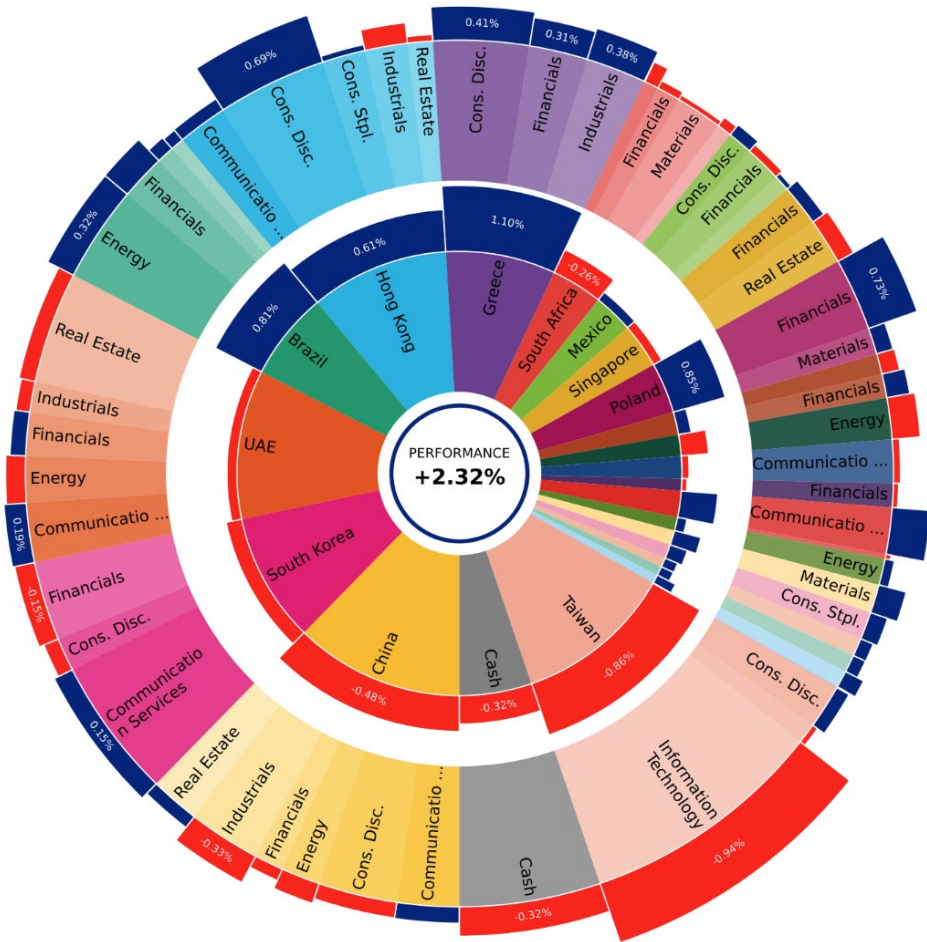 PERFORMANCE
+2.32%
1.10%
Greece
-0.26%
South Africa
Mexico
Singapore
0.85%
Poland
-0.86%
Taiwan
-0.32%
Cash
-0.48%
China
South Korea
UAE
0.81%
Brazil
0.61%
Hong Kong
0.41%
Cons. Disc.
0.31%
Financials
0.38%
Industrials
Financials
Materials
Cons. Disc.
Financials
Financials
Real Estate
0.73%
Financials
Materials
Financials
Energy
Communicatio ...
Financials
Communicatio ...
Energy
Materials
Cons. Stpl.
Cons. Disc.
Information
Technology
-0.94%
Cash
-0.32%
Communicatio ...
Cons. Disc.
Energy
Financials
Industrials
-0.33%
Real Estate
Communicatio
n Services
0.15%
Cons. Disc.
Financials
-0.15%
Communicatio ...
0.19%
Energy
Financials
Industrials
Real Estate
Energy
0.32%
Financials
Communicatio ...
Cons. Disc.
0.69%
Cons. Stpl.
Industrials
Real Estate